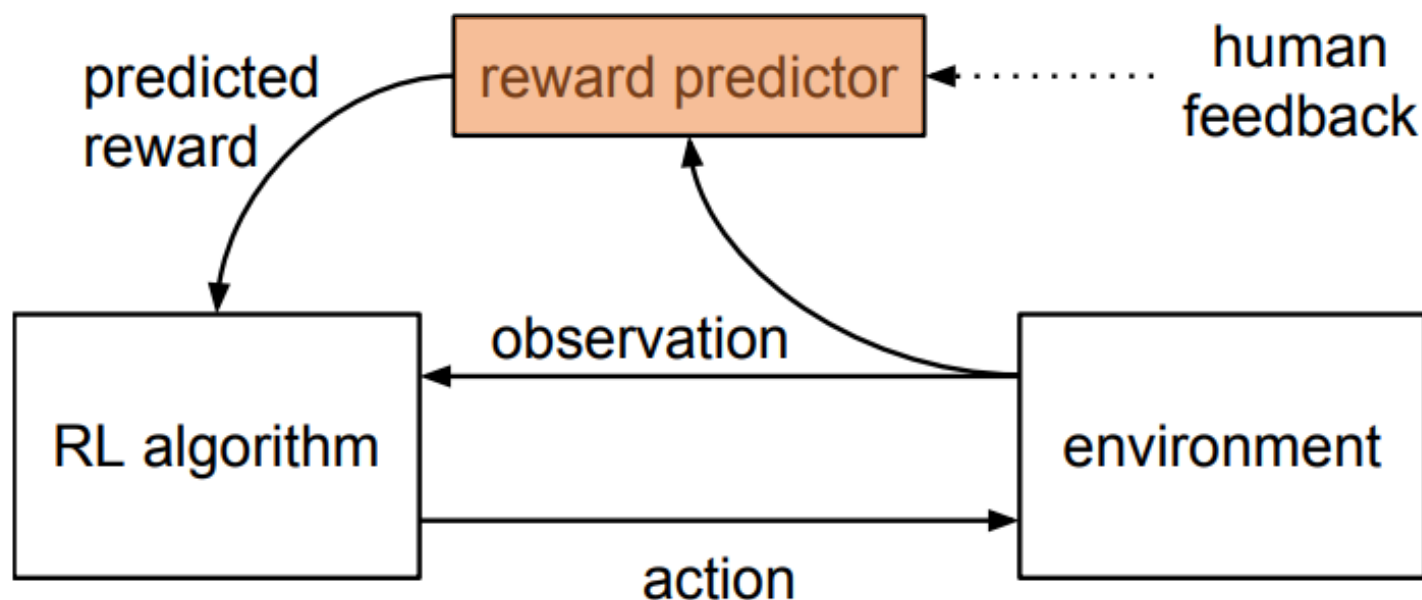 predicted
reward
reward predictor
human
feedback
observation
RL algorithm
environment
action